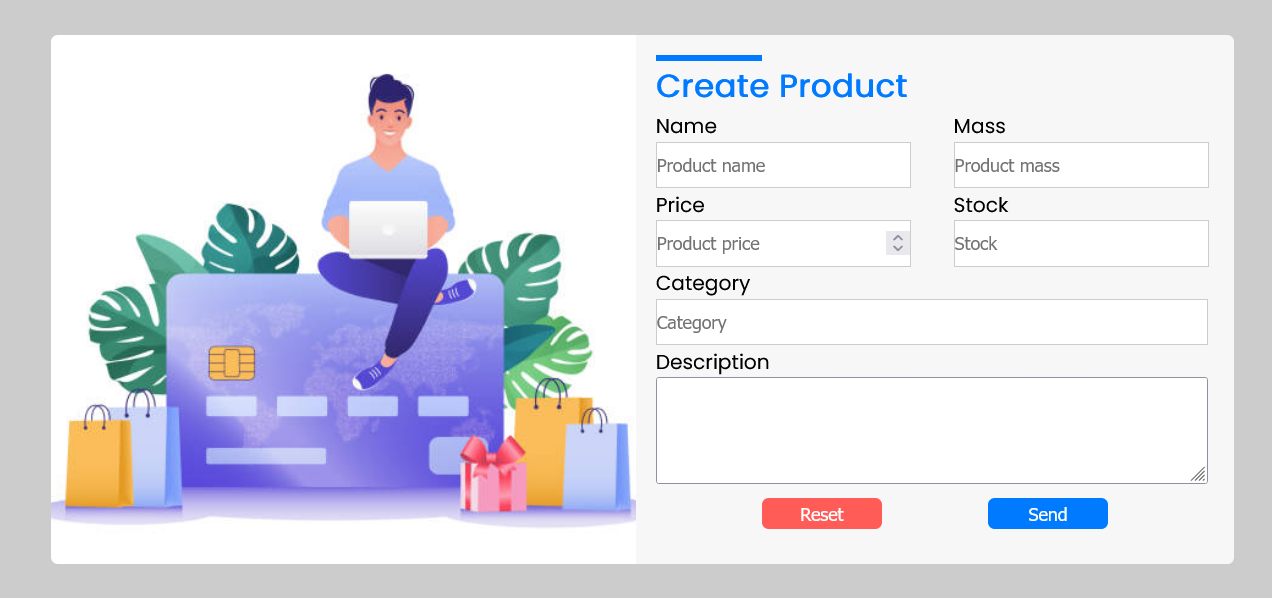 Create Product
Name
Mass
Product name
Product mass
Price
Stock
Product price
Stock
Category
Category
Description
Reset
Send